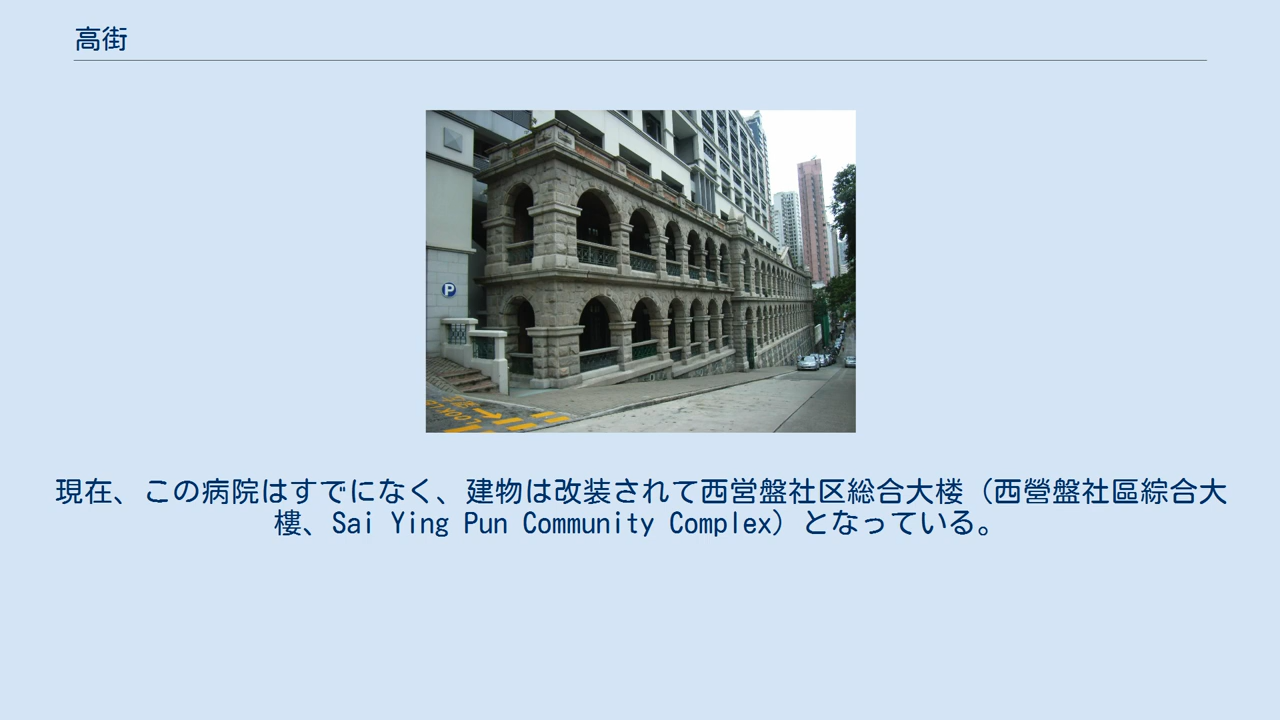 高街
P
LOOK
現在、この病院はすでになく、建物は改装されて西営盤社区総合大楼（西營盤社區綜合大
樓、Sai Ying Pun Community Complex）となっている。